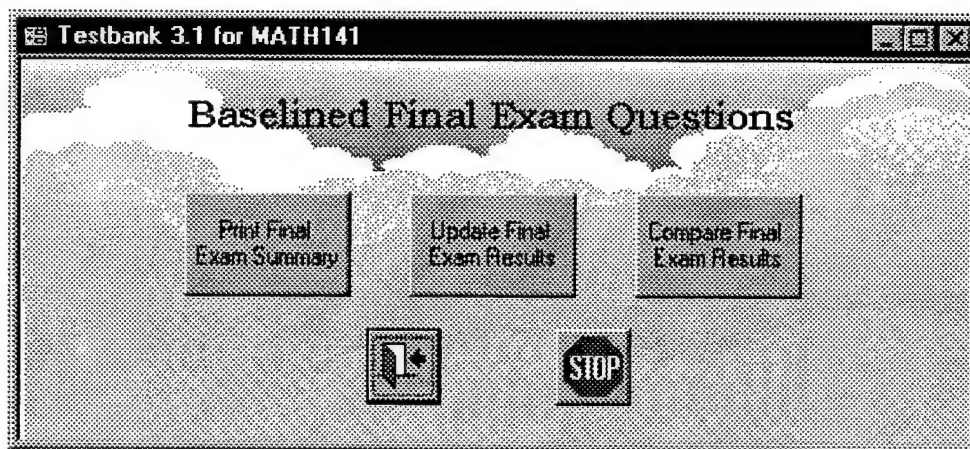 Testbank 3.1 for MATH141
Baselined Final Exam Questions
Print Final
Exam Summary
Update Final
Exam Results
Compare Final
Exam Results
STOP